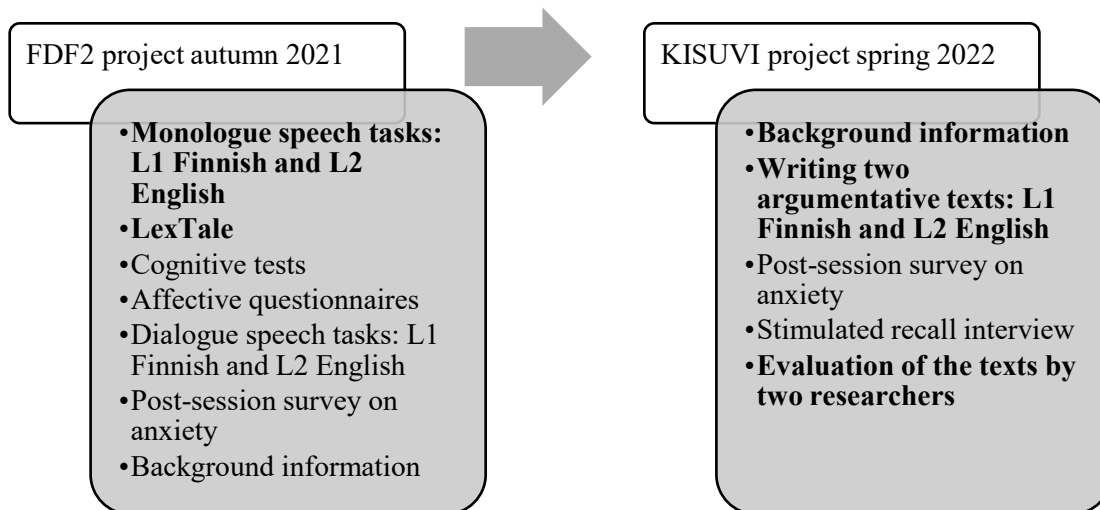 FDF2 project autumn 2021
•Monologue speech tasks:
L1 Finnish and L2
English
•LexTale
•Cognitive tests
•Affective questionnaires
•Dialogue speech tasks: L1
Finnish and L2 English
•Post-session survey on
anxiety
•Background information
KISUVI project spring 2022
•Background information
•Writing two
argumentative texts: L1
Finnish and L2 English
•Post-session survey on
anxiety
•Stimulated recall interview
•Evaluation of the texts by
two researchers